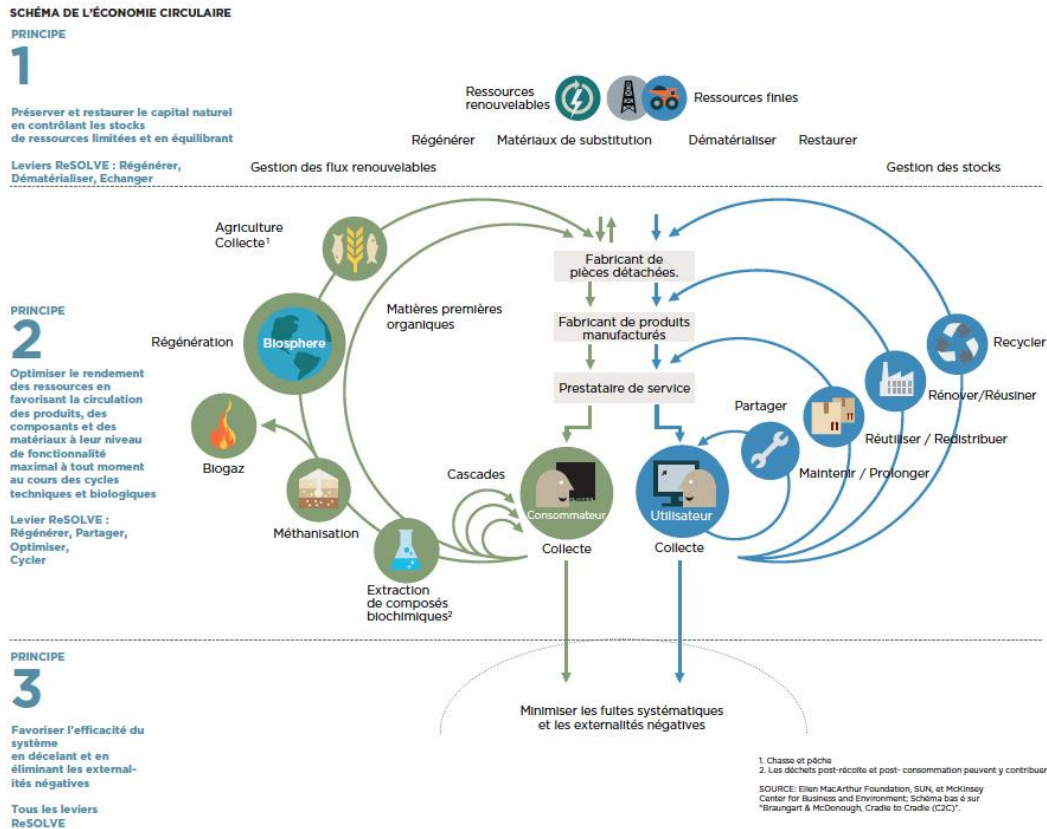 SCHÉMA DE L'ÉCONOMIE CIRCULAIRE
PRINCIPE
1
Préserver et restaurer le capital naturel
en contrôlant les stocks
de ressources limitées et en équilibrant
Leviers ReSOLVE : Régénérer,
Dématérialiser, Echanger
Ressources
renouvelables
Ressources finies
Régénérer
Matériaux de substitution
Dématérialiser
Restaurer
Gestion des flux renouvelables
Gestion des stocks
PRINCIPE
2
Optimiser le rendement
des ressources en
favorisant la circulation
des produits, des
composants et des
matériaux à leur niveau
de fonctionnalité
maximal à tout moment
au cours des cycles
techniques et biologiques
Levier ReSOLVE :
Régénérer, Partager,
Optimiser,
Cycler
Agriculture
Collecte¹
Régénération
Biosphere
Matières premières
organiques
Biogaz
Méthanisation
Extraction
de composés
biochimiques²
Cascades
Fabricant de
pièces détachées.
Fabricant de produits
manufacturés
Prestataire de service
Consommateur
Collecte
Utilisateur
Collecte
Partager
Maintenir / Prolonger
Réutiliser / Redistribuer
Rénover/Réusiner
Recycler
PRINCIPE
3
Favoriser l'efficacité du
système
en décelant et en
éliminant les external-
ités négatives
Tous les leviers
ReSOLVE
Minimiser les fuites systématiques
et les externalités négatives
1. Chasse et pêche
2. Les déchets post-récolte et post- consommation peuvent y contribuer
SOURCE: Ellen MacArthur Foundation, SUN, et McKinsey
Center for Business and Environment; Schéma bas é sur
"Braungart & McDonough, Cradle to Cradle (C2C)".